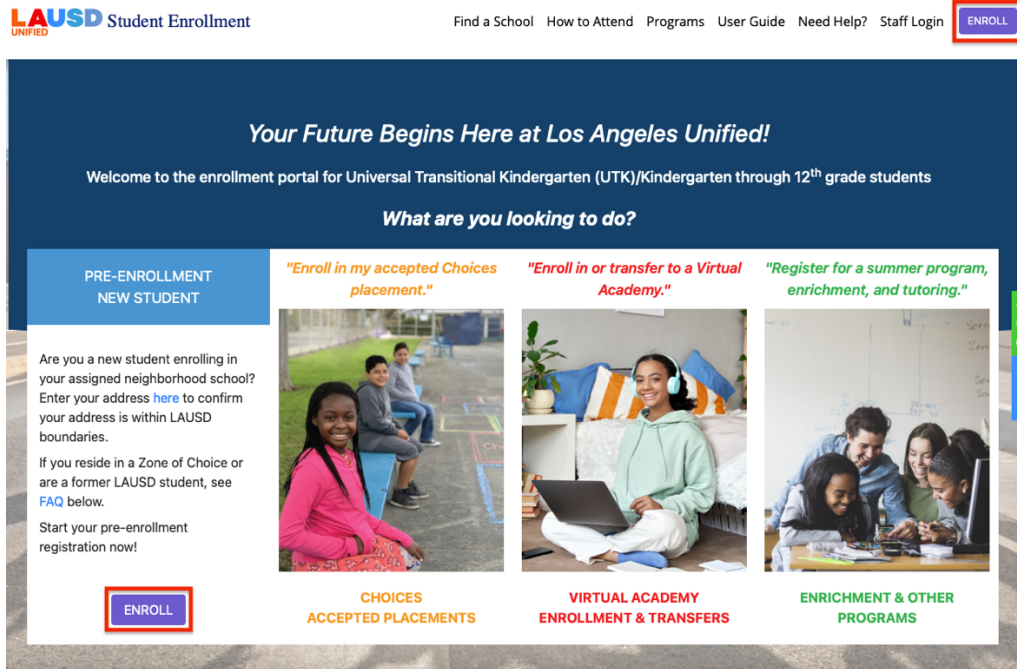 LAUSD Student Enrollment
UNIFIED
Find a School How to Attend Programs User Guide Need Help? Staff Login ENROLL
Your Future Begins Here at Los Angeles Unified!
Welcome to the enrollment portal for Universal Transitional Kindergarten (UTK)/Kindergarten through 12th grade students
What are you looking to do?
PRE-ENROLLMENT
NEW STUDENT
Are you a new student enrolling in
your assigned neighborhood school?
Enter your address here to confirm
your address is within LAUSD
boundaries.
If you reside in a Zone of Choice or
are a former LAUSD student, see
FAQ below.
Start your pre-enrollment
registration now!
ENROLL
"Enroll in my accepted Choices
placement."
CHOICES
ACCEPTED PLACEMENTS
"Enroll in or transfer to a Virtual
Academy."
VIRTUAL ACADEMY
ENROLLMENT & TRANSFERS
"Register for a summer program,
enrichment, and tutoring."
ENRICHMENT & OTHER
PROGRAMS